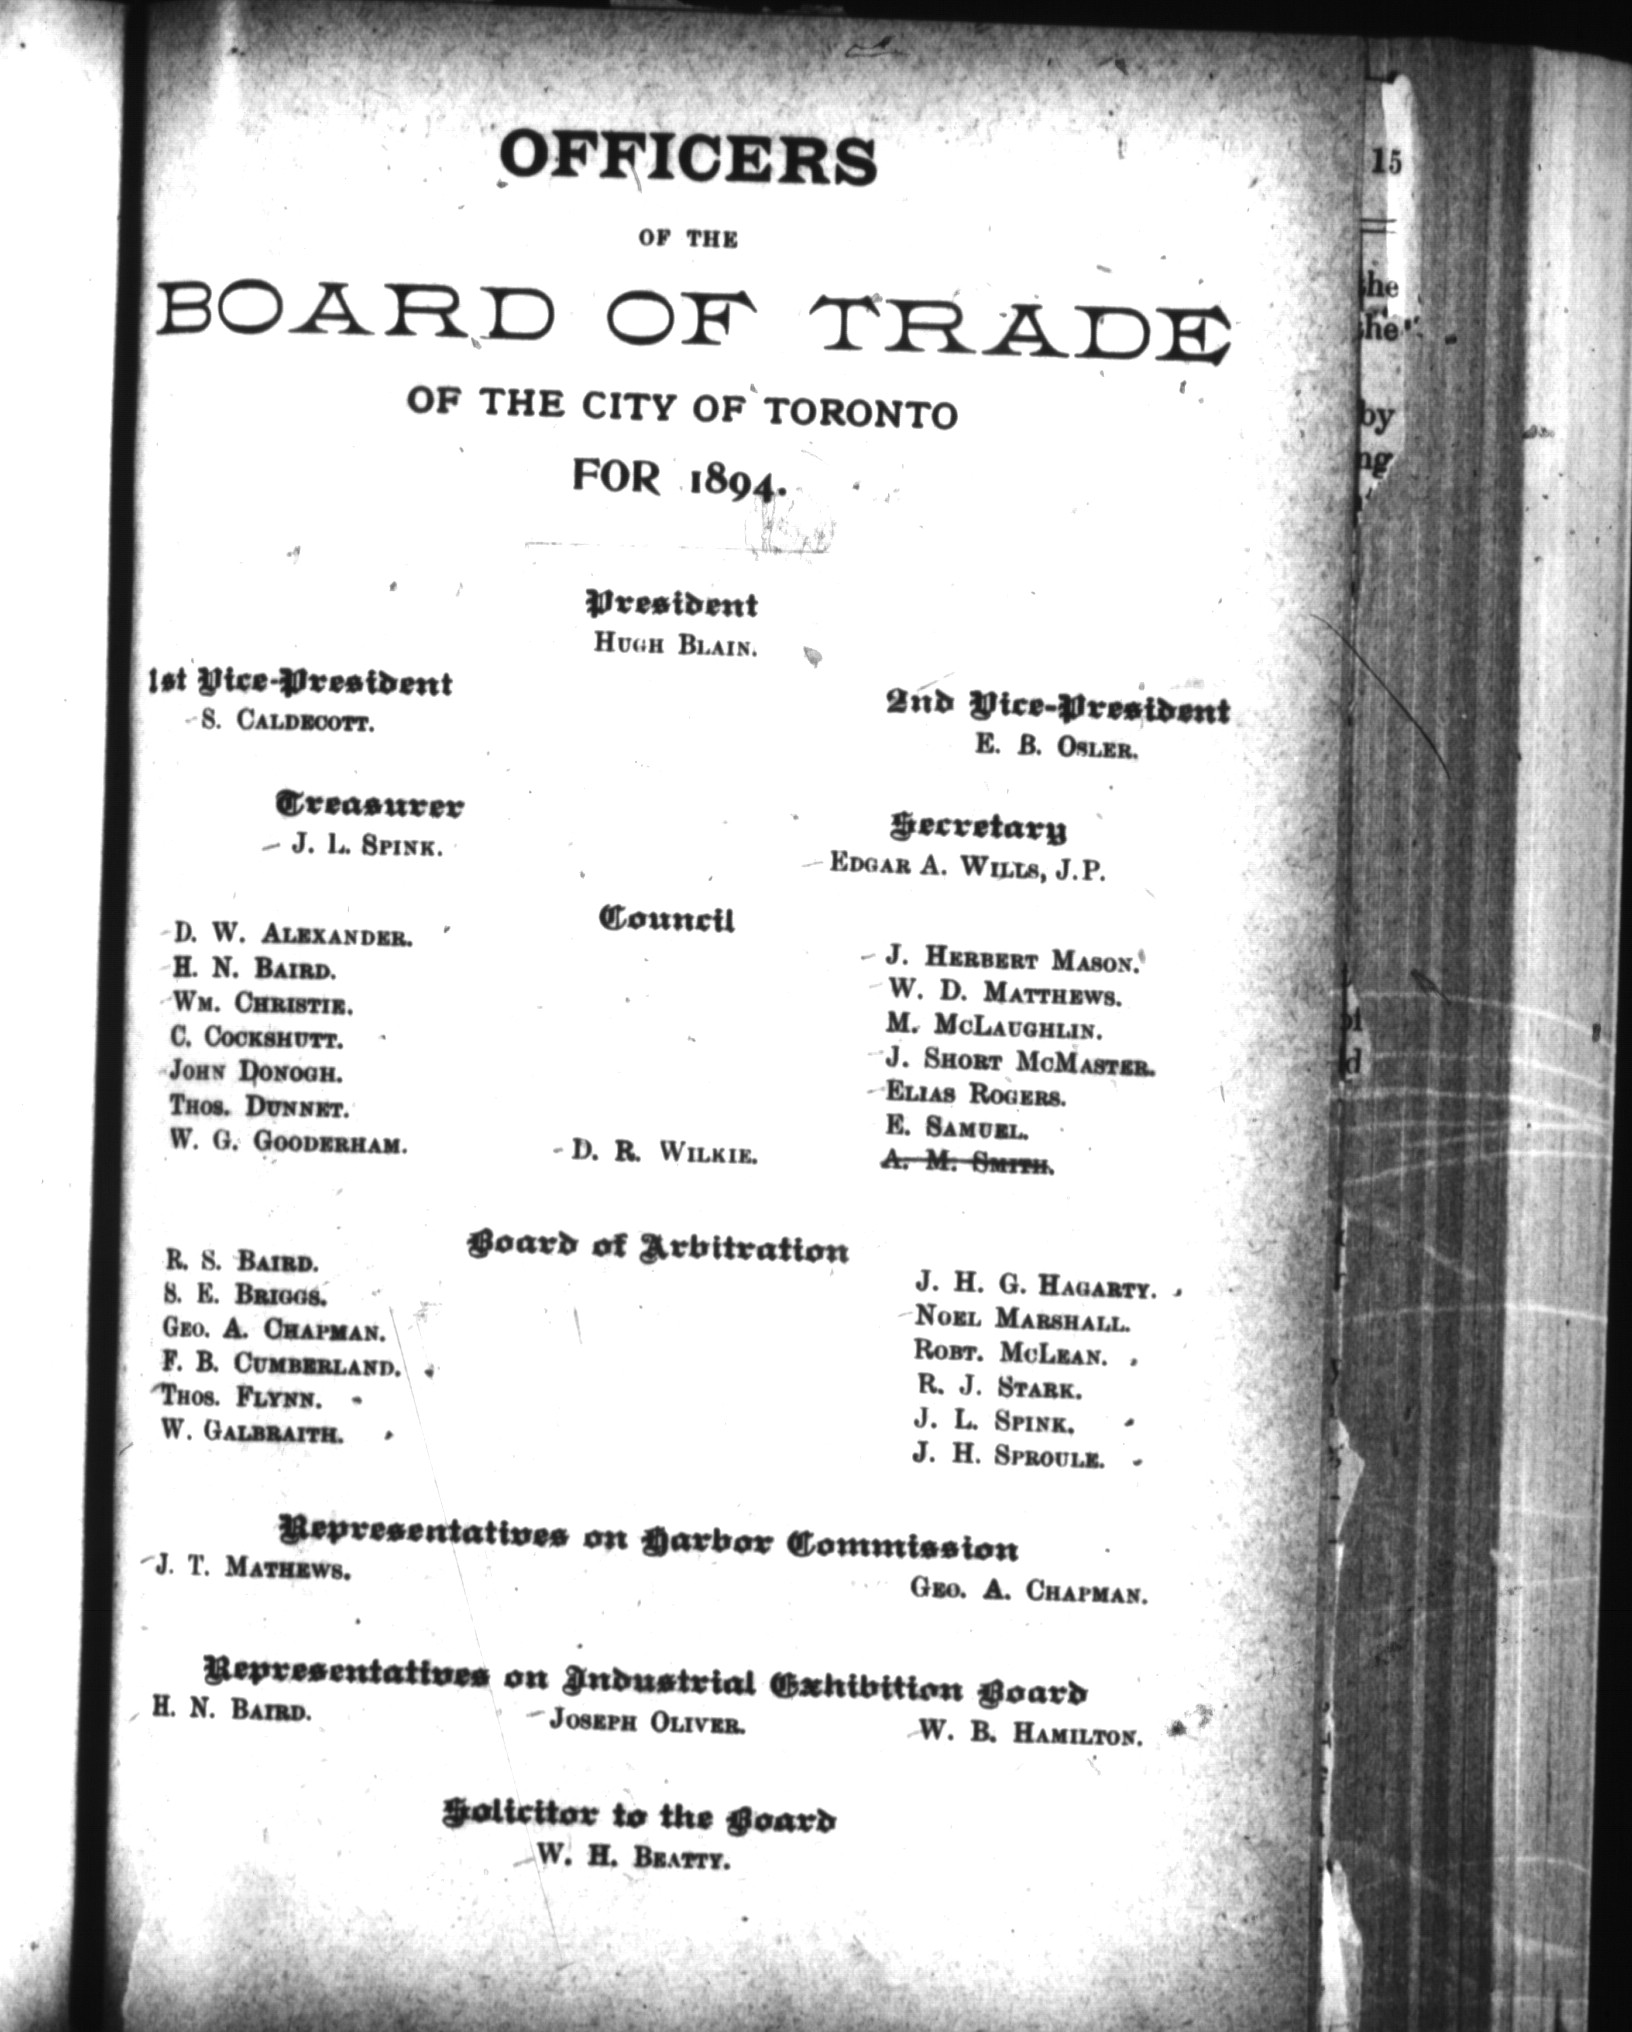 OFFICERS
OF THE
BOARD OF TRADE
OF THE CITY OF TORONTO
FOR 1894.
President
HUGH BLAIN.
1st Vice-President
S. CALDECOTT.
2nd Vice-President
E. B. OSLER.
Treasurer
J. L. SPINK.
Secretary
EDGAR A. WILLS, J.P.
Council
D. W. ALEXANDER.
H. N. BAIRD.
WM. CHRISTIE.
C. COCKSHUTT.
JOHN DONOGH.
THOS. DUNNET.
W. G. GOODERHAM.
D. R. WILKIE.
J. HERBERT MASON.
W. D. MATTHEWS.
M. MCLAUGHLIN.
J. SHORT MCMASTER.
ELIAS ROGERS.
E. SAMUEL.
A. M. SMITH.
Board of Arbitration
R. S. BAIRD.
S. E. BRIGGS.
GEO. A. CHAPMAN.
F. B. CUMBERLAND.
THOS. FLYNN.
W. GALBRAITH.
J. H. G. HAGARTY.
NOEL MARSHALL.
ROBT. MCLEAN.
R. J. STARK.
J. L. SPINK.
J. H. SPROULE.
Representatives on Harbor Commission
J. T. MATHEWS.
GEO. A. CHAPMAN.
Representatives on Industrial Exhibition Board
H. N. BAIRD.
JOSEPH OLIVER.
W. B. HAMILTON.
Solicitor to the Board
W. H. BEATTY.
15
by